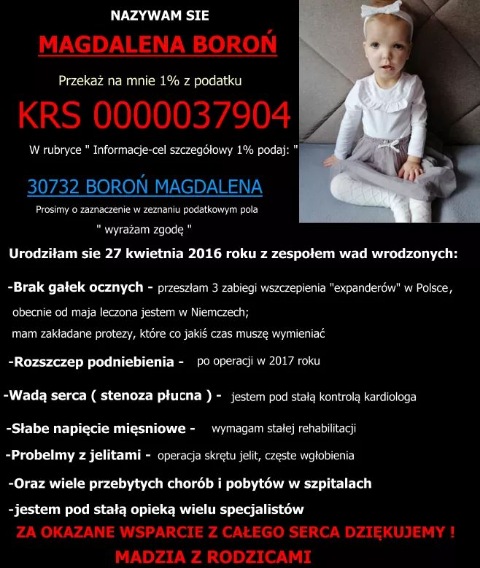 NAZYWAM SIE
MAGDALENA BOROŃ
Przekaż na mnie 1% z podatku
KRS 0000037904
W rubryce " Informacje-cel szczegółowy 1% podaj: "
30732 BOROŃ MAGDALENA
Prosimy o zaznaczenie w zeznaniu podatkowym pola
" wyrażam zgodę "
Urodziłam sie 27 kwietnia 2016 roku z zespołem wad wrodzonych:
-Brak gałek ocznych - przeszłam 3 zabiegi wszczepienia "expanderów" w Polsce,
obecnie od maja leczona jestem w Niemczech;
mam zakładane protezy, które co jakiś czas muszę wymieniać
-Rozszczep podniebienia - po operacji w 2017 roku
-Wadą serca ( stenoza płucna ) - jestem pod stałą kontrolą kardiologa
-Słabe napięcie mięsniowe - wymagam stałej rehabilitacji
-Probelmy z jelitami - operacja skrętu jelit, częste wgłobienia
-Oraz wiele przebytych chorób i pobytów w szpitalach
-jestem pod stałą opieką wielu specjalistów
ZA OKAZANE WSPARCIE Z CAŁEGO SERCA DZIĘKUJEMY !
MADZIA Z RODZICAMI